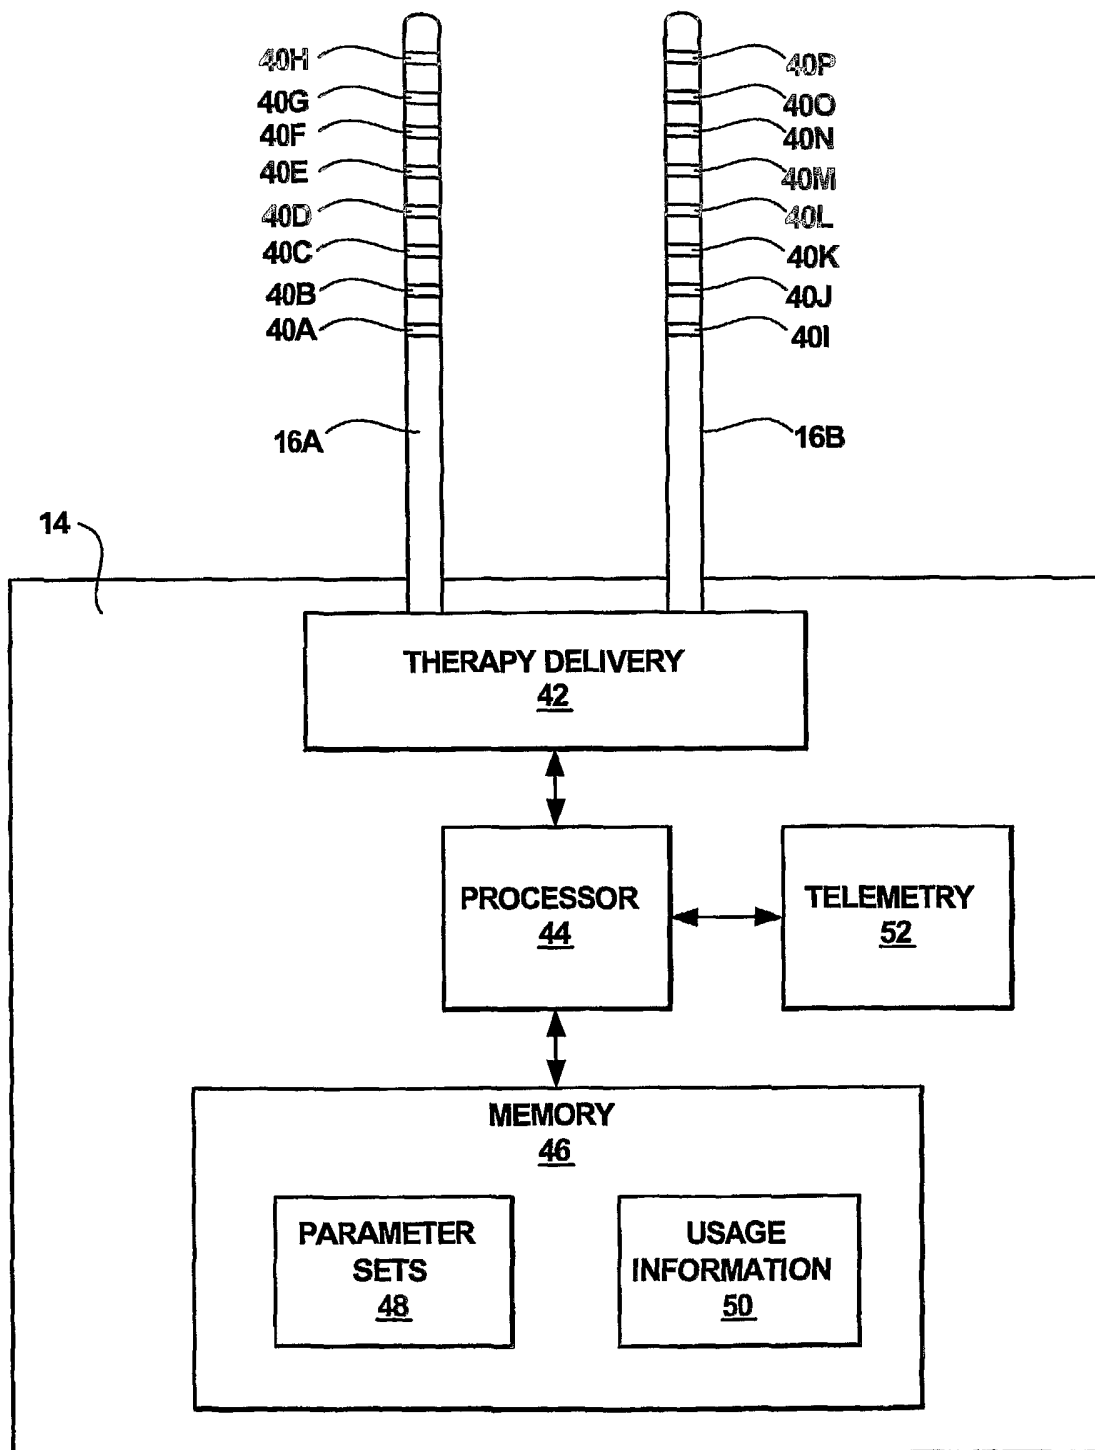 40H 40P
40G 40O
40F 40N
40E 40M
40D 40L
40C 40K
40B 40J
40A 40I
16A 16B
14
THERAPY DELIVERY
42
PROCESSOR
44
TELEMETRY
52
MEMORY
46
PARAMETER
SETS
48
USAGE
INFORMATION
50